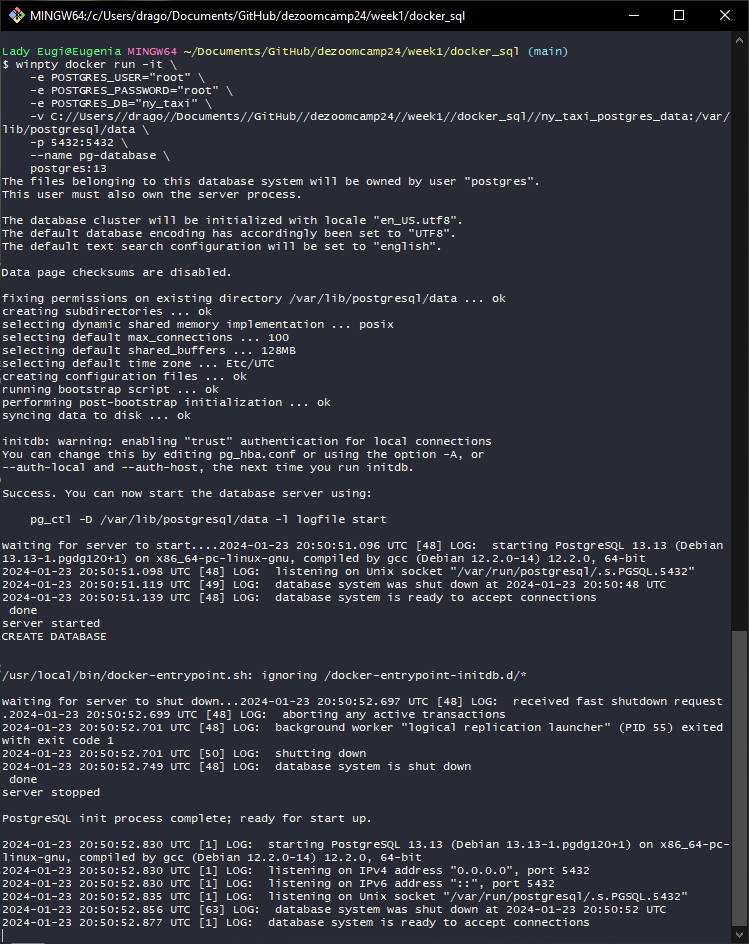 MINGW64:/c/Users/drago/Documents/GitHub/dezoomcamp24/week1/docker_sql
Lady Eugi@Eugenia MINGW64 ~/Documents/GitHub/dezoomcamp24/week1/docker_sql (main)
$ winpty docker run -it \
    -e POSTGRES_USER="root" \
    -e POSTGRES_PASSWORD="root" \
    -e POSTGRES_DB="ny_taxi" \
    -v C://Users//drago//Documents//GitHub//dezoomcamp24//week1//docker_sql//ny_taxi_postgres_data:/var/
lib/postgresql/data \
    -p 5432:5432 \
    --name pg-database \
    postgres:13
The files belonging to this database system will be owned by user "postgres".
This user must also own the server process.

The database cluster will be initialized with locale "en_US.utf8".
The default database encoding has accordingly been set to "UTF8".
The default text search configuration will be set to "english".

Data page checksums are disabled.

fixing permissions on existing directory /var/lib/postgresql/data ... ok
creating subdirectories ... ok
selecting dynamic shared memory implementation ... posix
selecting default max_connections ... 100
selecting default shared_buffers ... 128MB
selecting default time zone ... Etc/UTC
creating configuration files ... ok
running bootstrap script ... ok
performing post-bootstrap initialization ... ok
syncing data to disk ... ok

initdb: warning: enabling "trust" authentication for local connections
You can change this by editing pg_hba.conf or using the option -A, or
--auth-local and --auth-host, the next time you run initdb.

Success. You can now start the database server using:

    pg_ctl -D /var/lib/postgresql/data -l logfile start

waiting for server to start....2024-01-23 20:50:51.096 UTC [48] LOG:  starting PostgreSQL 13.13 (Debian
13.13-1.pgdg120+1) on x86_64-pc-linux-gnu, compiled by gcc (Debian 12.2.0-14) 12.2.0, 64-bit
2024-01-23 20:50:51.098 UTC [48] LOG:  listening on Unix socket "/var/run/postgresql/.s.PGSQL.5432"
2024-01-23 20:50:51.119 UTC [49] LOG:  database system was shut down at 2024-01-23 20:50:48 UTC
2024-01-23 20:50:51.139 UTC [48] LOG:  database system is ready to accept connections
 done
server started
CREATE DATABASE

/usr/local/bin/docker-entrypoint.sh: ignoring /docker-entrypoint-initdb.d/*

waiting for server to shut down...2024-01-23 20:50:52.697 UTC [48] LOG:  received fast shutdown request
.2024-01-23 20:50:52.699 UTC [48] LOG:  aborting any active transactions
2024-01-23 20:50:52.701 UTC [48] LOG:  background worker "logical replication launcher" (PID 55) exited
with exit code 1
2024-01-23 20:50:52.701 UTC [50] LOG:  shutting down
2024-01-23 20:50:52.749 UTC [48] LOG:  database system is shut down
 done
server stopped

PostgreSQL init process complete; ready for start up.

2024-01-23 20:50:52.830 UTC [1] LOG:  starting PostgreSQL 13.13 (Debian 13.13-1.pgdg120+1) on x86_64-pc-
linux-gnu, compiled by gcc (Debian 12.2.0-14) 12.2.0, 64-bit
2024-01-23 20:50:52.830 UTC [1] LOG:  listening on IPv4 address "0.0.0.0", port 5432
2024-01-23 20:50:52.830 UTC [1] LOG:  listening on IPv6 address "::", port 5432
2024-01-23 20:50:52.835 UTC [1] LOG:  listening on Unix socket "/var/run/postgresql/.s.PGSQL.5432"
2024-01-23 20:50:52.856 UTC [63] LOG:  database system was shut down at 2024-01-23 20:50:52 UTC
2024-01-23 20:50:52.877 UTC [1] LOG:  database system is ready to accept connections